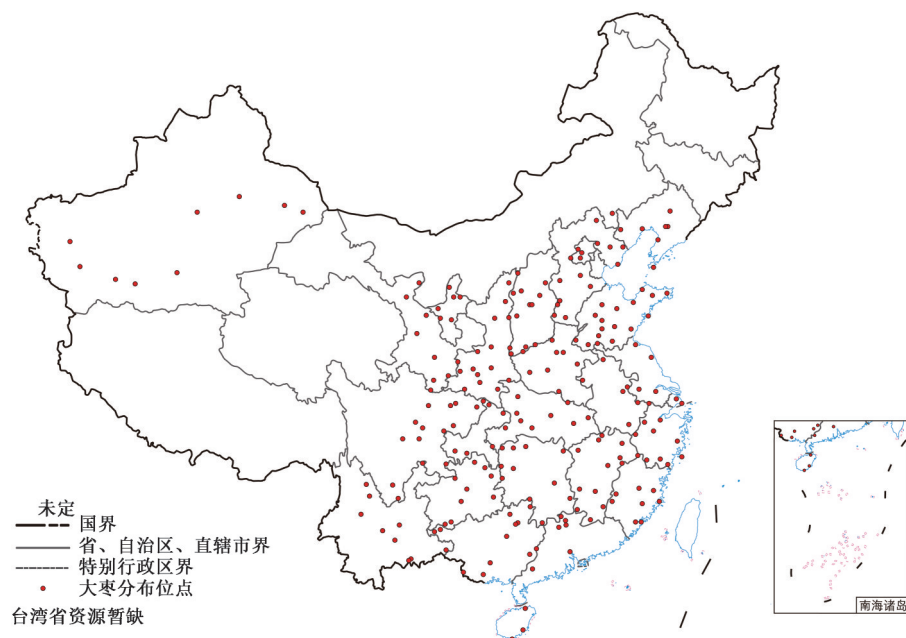 未定
国界
省、自治区、直辖市界
特别行政区界
大枣分布位点
台湾省资源暂缺
南海诸岛